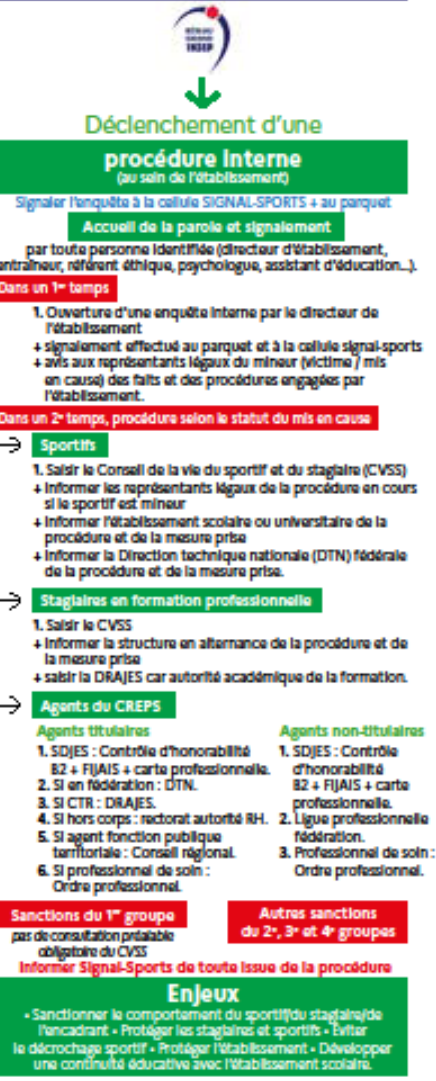 RÉSEAU
GRAND
INSEP
Déclenchement d'une
procédure Interne
(au sein de l'établissement)
Signaler l'enquête à la cellule SIGNAL-SPORTS + au parquet
Accueil de la parole et signalement
par toute personne identifiée (directeur d'établissement,
entraîneur, référent éthique, psychologue, assistant d'éducation...).
Dans un 1er temps
1. Ouverture d'une enquête interne par le directeur de
l'établissement
+ signalement effectué au parquet et à la cellule signal-sports
+ avis aux représentants légaux du mineur (victime / mis
en cause) des faits et des procédures engagées par
l'établissement.
Dans un 2e temps, procédure selon le statut du mis en cause
→ Sportifs
1. Saisir le Conseil de la vie du sportif et du stagiaire (CVSS)
+ Informer les représentants légaux de la procédure en cours
si le sportif est mineur
+ Informer l'établissement scolaire ou universitaire de la
procédure et de la mesure prise
+ Informer la Direction technique nationale (DTN) fédérale
de la procédure et de la mesure prise.
→ Stagiaires en formation professionnelle
1. Saisir le CVSS
+ Informer la structure en alternance de la procédure et de
la mesure prise
+ saisir la DRAJES car autorité académique de la formation.
→ Agents du CREPS
Agents titulaires
1. SDJES : Contrôle d'honorabilité
B2 + FIJAIS + carte professionnelle.
2. Si en fédération : DTN.
3. Si CTR : DRAJES.
4. Si hors corps : rectorat autorité RH.
5. Si agent fonction publique
territoriale : Conseil régional.
6. Si professionnel de soin :
Ordre professionnel.
Agents non-titulaires
1. SDJES : Contrôle
d'honorabilité
B2 + FIJAIS + carte
professionnelle.
2. Ligue professionnelle
fédération.
3. Professionnel de soin :
Ordre professionnel.
Sanctions du 1er groupe
pas de consultation préalable
obligatoire du CVSS
Autres sanctions
du 2e, 3e et 4e groupes
Informer Signal-Sports de toute issue de la procédure
Enjeux
• Sanctionner le comportement du sportif/du stagiaire/de
l'encadrant • Protéger les stagiaires et sportifs • Éviter
le décrochage sportif • Protéger l'établissement • Développer
une continuité éducative avec l'établissement scolaire.